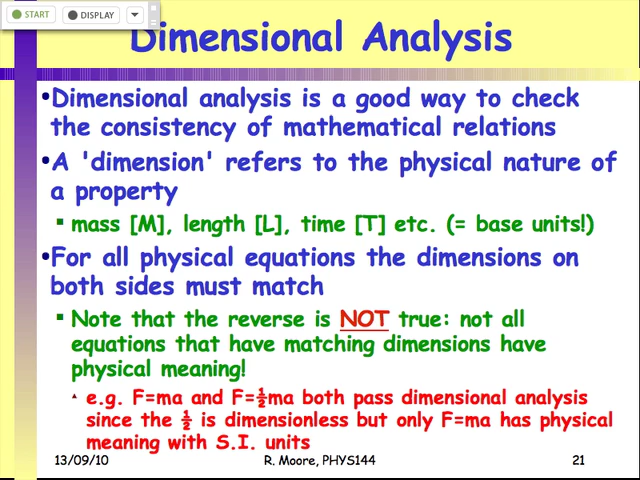 START
DISPLAY
Dimensional Analysis
•Dimensional analysis is a good way to check
the consistency of mathematical relations
•A 'dimension' refers to the physical nature of
a property
▪ mass [M], length [L], time [T] etc. (= base units!)
•For all physical equations the dimensions on
both sides must match
▪ Note that the reverse is NOT true: not all
equations that have matching dimensions have
physical meaning!
▴ e.g. F=ma and F=½ma both pass dimensional analysis
since the ½ is dimensionless but only F=ma has physical
meaning with S.I. units
13/09/10 R. Moore, PHYS144 21